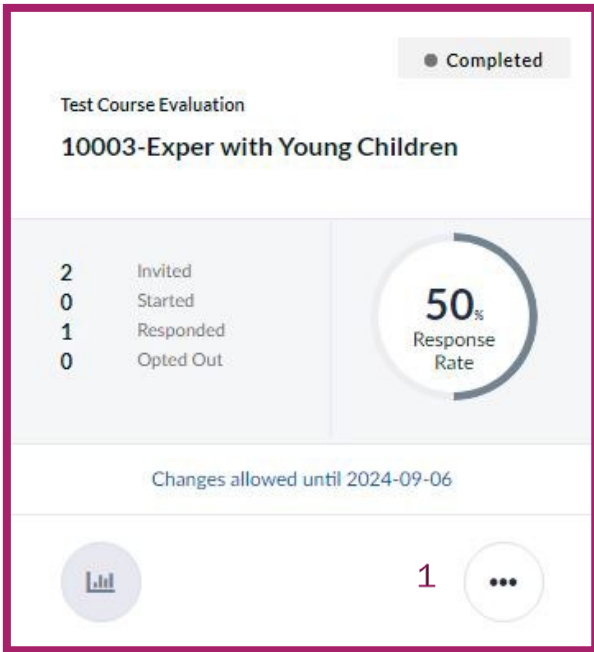 Completed
Test Course Evaluation
10003-Exper with Young Children
2 Invited
0 Started
1 Responded
0 Opted Out
50%
Response
Rate
Changes allowed until 2024-09-06
1